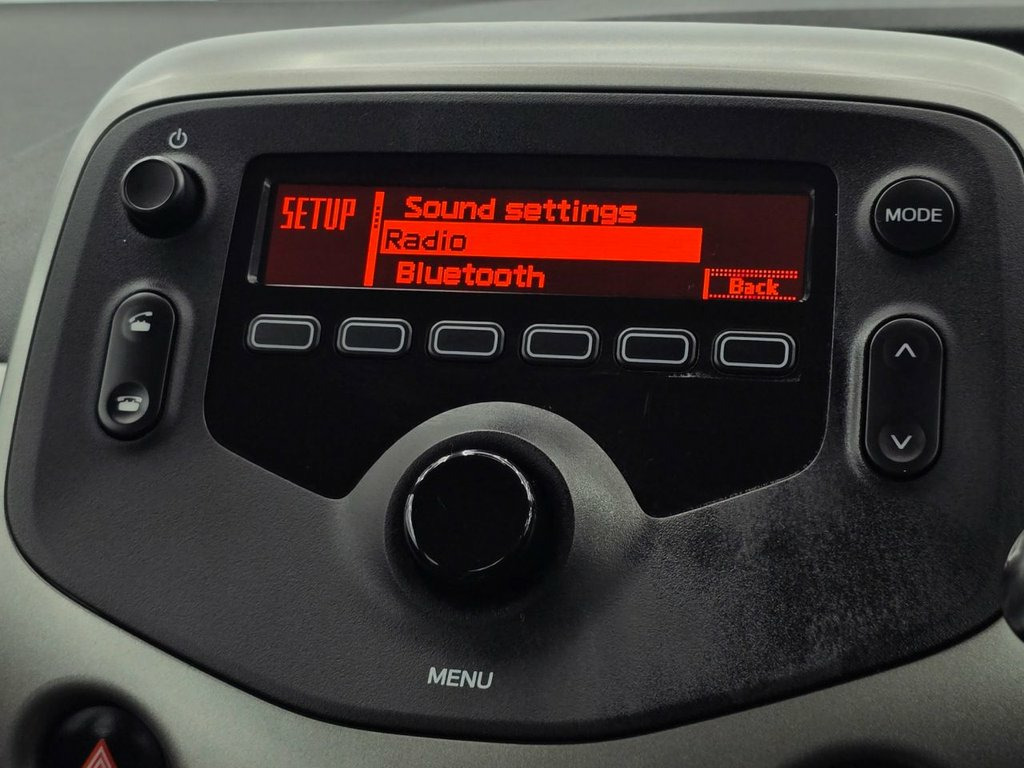 SETUP
Sound settings
Radio
Bluetooth
Back
MODE
MENU